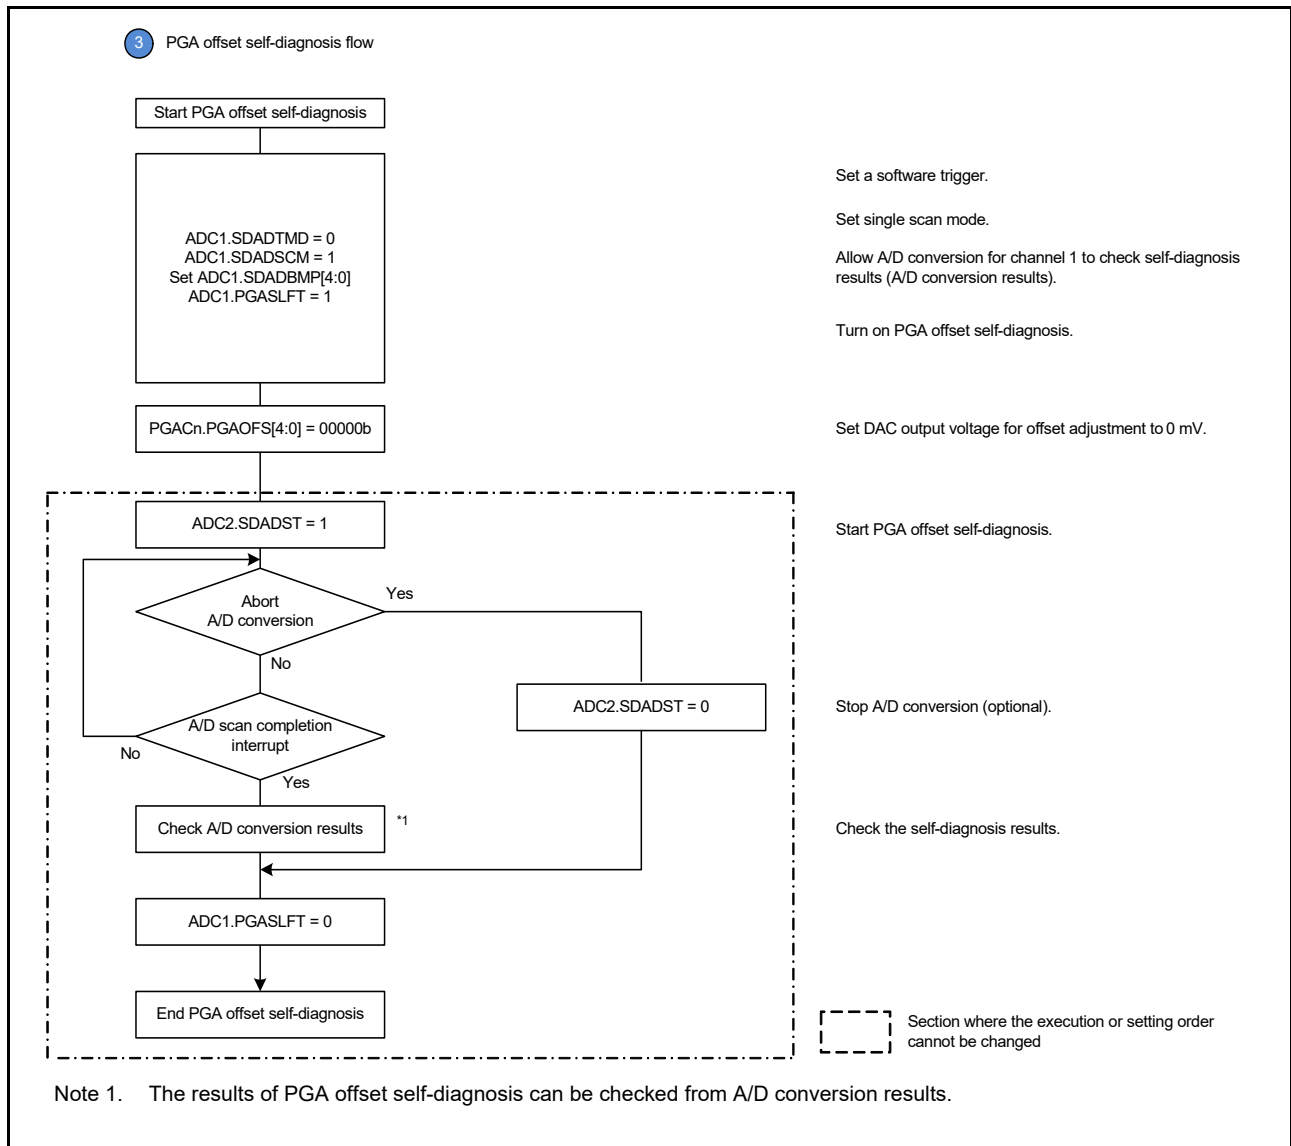 3 PGA offset self-diagnosis flow
Start PGA offset self-diagnosis
Set a software trigger.
Set single scan mode.
ADC1.SDADTMD = 0
ADC1.SDADSCM = 1
Set ADC1.SDADBMP[4:0]
ADC1.PGASLFT = 1
Allow A/D conversion for channel 1 to check self-diagnosis
results (A/D conversion results).
Turn on PGA offset self-diagnosis.
PGACn.PGAOFS[4:0] = 00000b
Set DAC output voltage for offset adjustment to 0 mV.
ADC2.SDADST = 1
Start PGA offset self-diagnosis.
Abort
A/D conversion
Yes
No
ADC2.SDADST = 0
Stop A/D conversion (optional).
A/D scan completion
interrupt
No
Yes
Check A/D conversion results
*1
Check the self-diagnosis results.
ADC1.PGASLFT = 0
End PGA offset self-diagnosis
Section where the execution or setting order
cannot be changed
Note 1. The results of PGA offset self-diagnosis can be checked from A/D conversion results.